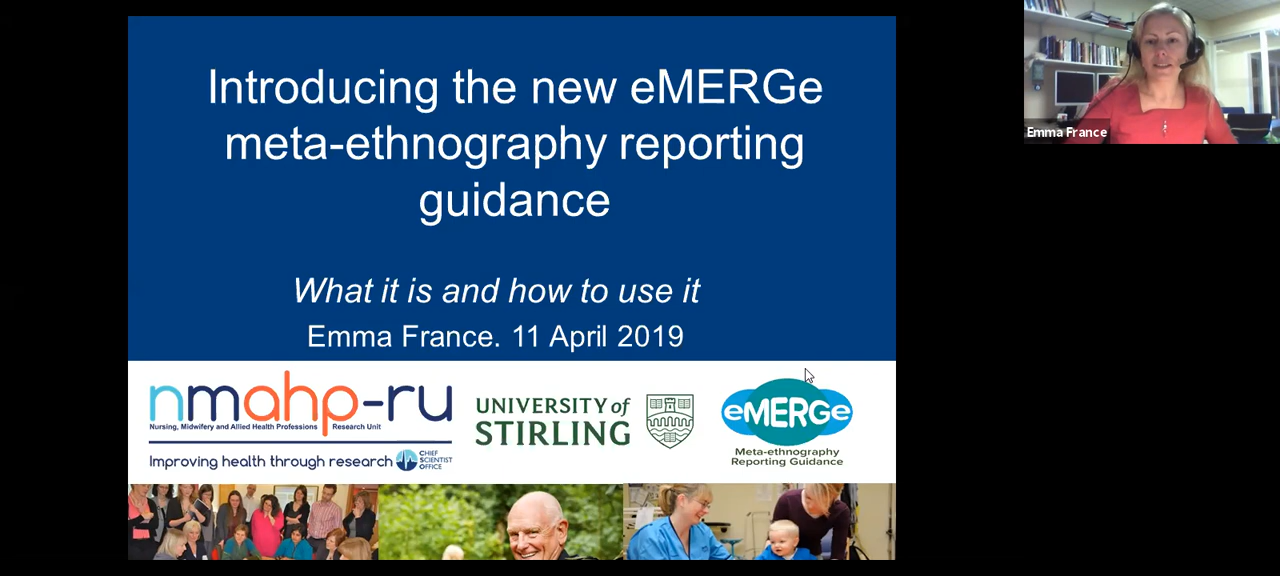 Introducing the new eMERGe
meta-ethnography reporting
guidance
What it is and how to use it
Emma France. 11 April 2019
nmahp-ru
Nursing, Midwifery and Allied Health Professions Research Unit
Improving health through research
CHIEF
SCIENTIST
OFFICE
UNIVERSITY of
STIRLING
eMERGe
Meta-ethnography
Reporting Guidance
Emma France